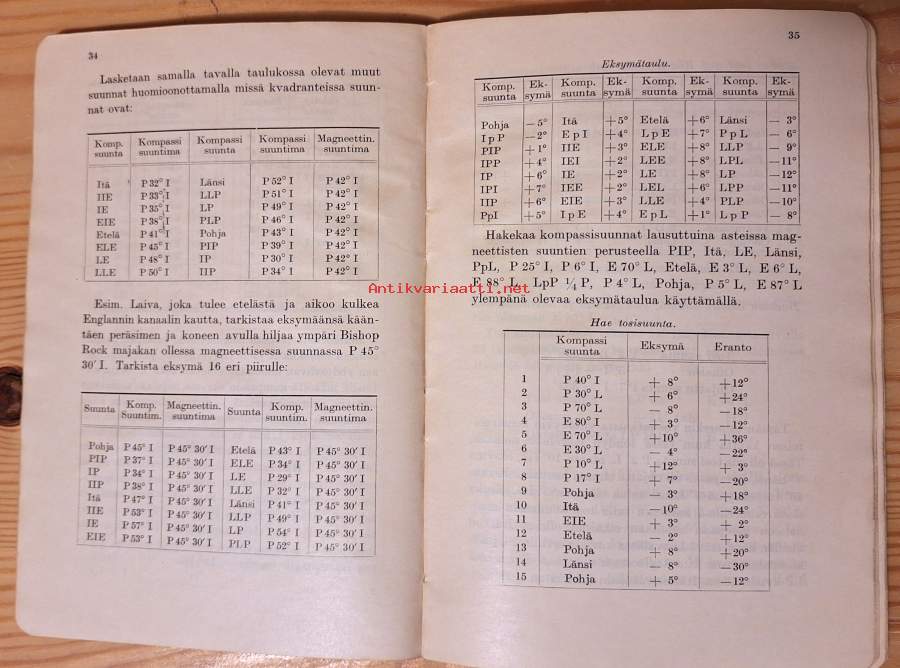 34
Lasketaan samalla tavalla taulukossa olevat muut
suunnat huomioonottamalla missä kvadranteissa suun-
nat ovat:
Komp. suunta Kompassi suuntima Kompassi suunta Kompassi suuntima Magneettin. suuntima
Itä P 32° I Länsi P 52° I P 42° I
IIE P 33° I LLP P 51° I P 42° I
IE P 35° I LP P 49° I P 42° I
EIE P 38° I PLP P 46° I P 42° I
Etelä P 41° I Pohja P 43° I P 42° I
ELE P 45° I PIP P 39° I P 42° I
LE P 48° I IP P 30° I P 42° I
LLE P 50° I IIP P 34° I P 42° I
Esim. Laiva, joka tulee etelästä ja aikoo kulkea
Englannin kanaalin kautta, tarkistaa eksymäänsä kään-
täen peräsimen ja koneen avulla hiljaa ympäri Bishop
Rock majakan ollessa magneettisessa suunnassa P 45°
30′ I. Tarkista eksymä 16 eri piirulle:
Suunta Komp. Suuntim. Magneettin. suuntima Suunta Komp. suuntim. Magneettin. suuntima
Pohja P 45° I P 45° 30′ I Etelä P 43° I P 45° 30′ I
PIP P 37° I P 45° 30′ I ELE P 34° I P 45° 30′ I
IP P 34° I P 45° 30′ I LE P 29° I P 45° 30′ I
IIP P 38° I P 45° 30′ I LLE P 32° I P 45° 30′ I
Itä P 47° I P 45° 30′ I Länsi P 41° I P 45° 30′ I
IIE P 53° I P 45° 30′ I LLP P 49° I P 45° 30′ I
IE P 57° I P 45° 30′ I LP P 54° I P 45° 30′ I
EIE P 53° I P 45° 30′ I PLP P 52° I P 45° 30′ I
35
Eksymätaulu.
Komp. suunta Ek- symä Komp. suunta Ek- symä Komp. suunta Ek- symä Komp. suunta Ek- symä
Pohja — 5° Itä + 5° Etelä + 6° Länsi — 3°
I p P — 2° E p I + 4° L p E + 7° P p L — 6°
PIP + 1° IIE + 3° ELE + 8° LLP — 9°
IPP + 4° IEI + 2° LEE + 8° LPL —11°
IP + 6° IE + 2° LE + 8° LP —12°
IPI + 7° IEE + 2° LEL + 6° LPP —11°
IIP + 6° EIE + 3° LLE + 4° PLP —10°
PpI + 5° I p E + 4° E p L + 1° L p P — 8°
Hakekaa kompassisuunnat lausuttuina asteissa mag-
neettisten suuntien perusteella PIP, Itä, LE, Länsi,
PpL, P 25° I, P 6° I, E 70° L, Etelä, E 3° L, E 6° L,
E 88° L, LpP ¼ P, P 4° L, Pohja, P 5° L, E 87° L
ylempänä olevaa eksymätaulua käyttämällä.
Antikvariaatti.net
Hae tosisuunta.
Kompassi suunta Eksymä Eranto
1 P 40° I + 8° +12°
2 P 30° L + 6° +24°
3 P 70° L — 8° —18°
4 E 80° I + 3° —12°
5 E 70° L +10° +36°
6 E 30° L — 4° —22°
7 P 10° L +12° + 3°
8 P 17° I + 7° —20°
9 Pohja — 3° +18°
10 Itä —10° —24°
11 EIE + 3° + 2°
12 Etelä — 2° +12°
13 Pohja + 8° +20°
14 Länsi — 8° —30°
15 Pohja + 5° —12°